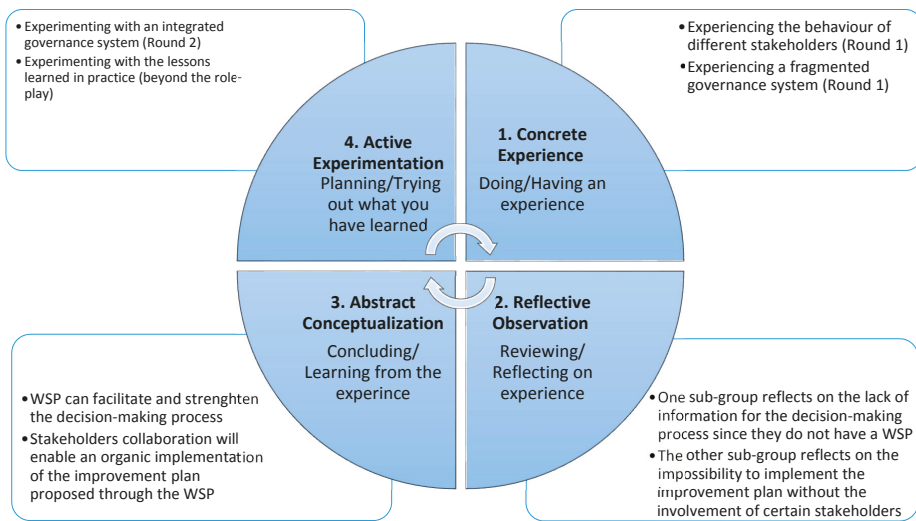 • Experimenting with an integrated
governance system (Round 2)
• Experimenting with the lessons
learned in practice (beyond the role-
play)
• Experiencing the behaviour of
different stakeholders (Round 1)
• Experiencing a fragmented
governance system (Round 1)
4. Active
Experimentation
Planning/Trying
out what you
have learned
1. Concrete
Experience
Doing/Having an
experience
3. Abstract
Conceptualization
Concluding/
Learning from the
experince
2. Reflective
Observation
Reviewing/
Reflecting on
experience
• WSP can facilitate and strenghten
the decision-making process
• Stakeholders collaboration will
enable an organic implementation
of the improvement plan
proposed through the WSP
• One sub-group reflects on the lack of
information for the decision-making
process since they do not have a WSP
• The other sub-group reflects on the
impossibility to implement the
improvement plan without the
involvement of certain stakeholders